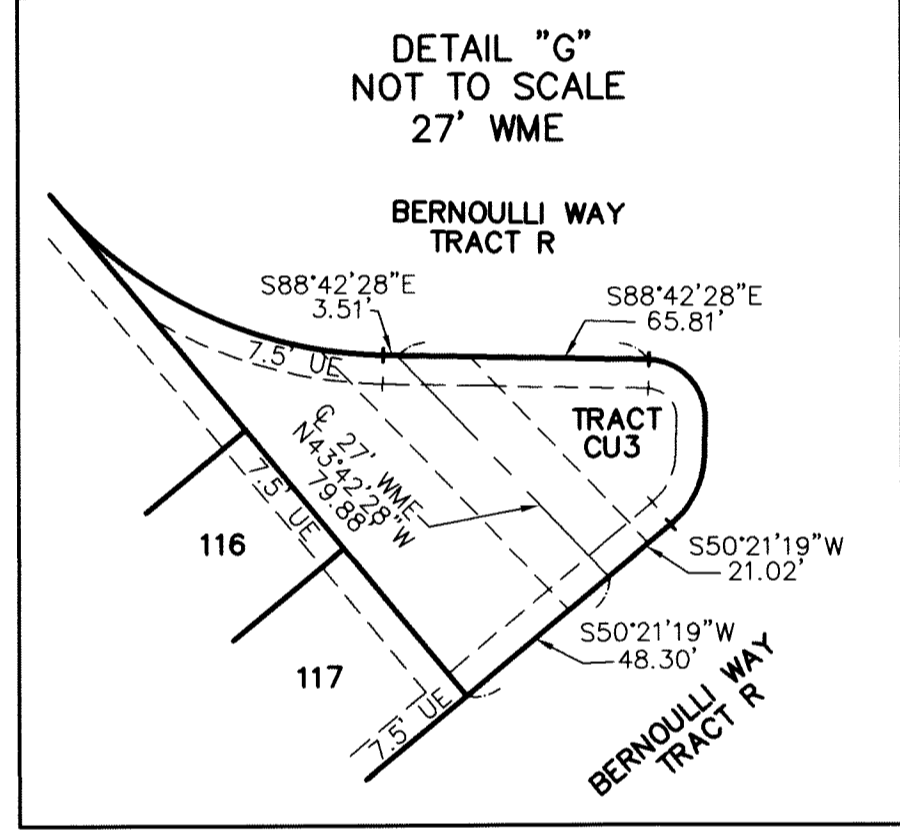 DETAIL "G"
NOT TO SCALE
27' WME
BERNOULLI WAY
TRACT R
S88°42'28"E
3.51'
S88°42'28"E
65.81'
7.5' UE
TRACT
CU3
℄ 27' WME
N43°42'28"W
79.88'
7.5' UE
116
S50°21'19"W
21.02'
S50°21'19"W
48.30'
117
7.5' UE
BERNOULLI WAY
TRACT R